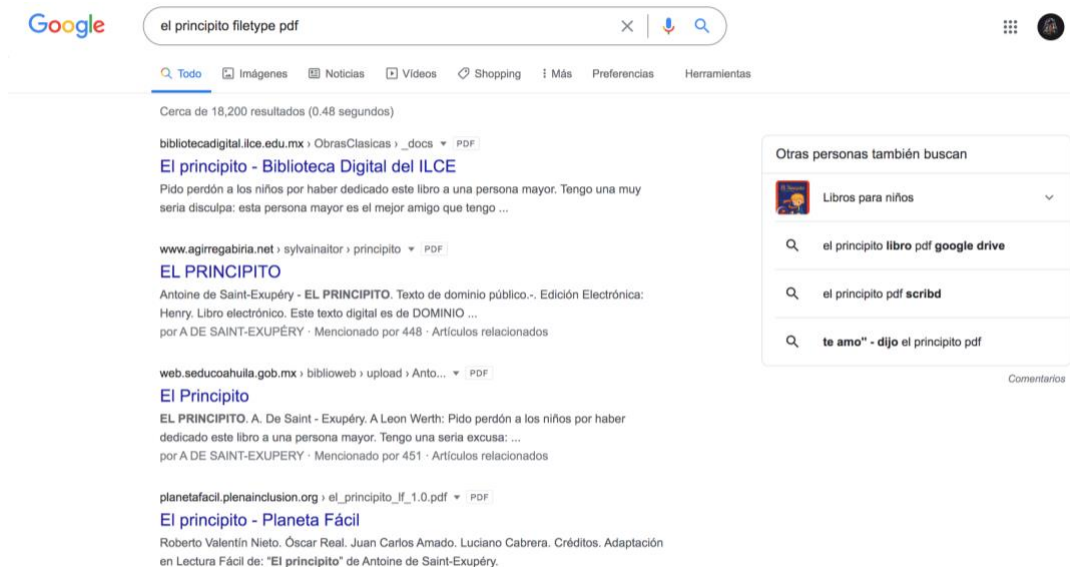 Google
el principito filetype pdf
Todo Imágenes Noticias Vídeos Shopping Más Preferencias Herramientas
Cerca de 18,200 resultados (0.48 segundos)
bibliotecadigital.ilce.edu.mx › ObrasClasicas › _docs PDF
El principito - Biblioteca Digital del ILCE
Pido perdón a los niños por haber dedicado este libro a una persona mayor. Tengo una muy
seria disculpa: esta persona mayor es el mejor amigo que tengo ...
www.agirregabiria.net › sylvainaitor › principito PDF
EL PRINCIPITO
Antoine de Saint-Exupéry - EL PRINCIPITO. Texto de dominio público.-. Edición Electrónica:
Henry. Libro electrónico. Este texto digital es de DOMINIO ...
por A DE SAINT-EXUPÉRY · Mencionado por 448 · Artículos relacionados
web.seducoahuila.gob.mx › biblioweb › upload › Anto... PDF
El Principito
EL PRINCIPITO. A. De Saint - Exupéry. A Leon Werth: Pido perdón a los niños por haber
dedicado este libro a una persona mayor. Tengo una seria excusa: ...
por A DE SAINT-EXUPERY · Mencionado por 451 · Artículos relacionados
planetafacil.plenainclusion.org › el_principito_lf_1.0.pdf PDF
El principito - Planeta Fácil
Roberto Valentín Nieto. Óscar Real. Juan Carlos Amado. Luciano Cabrera. Créditos. Adaptación
en Lectura Fácil de: "El principito" de Antoine de Saint-Exupéry.
Otras personas también buscan
Libros para niños
el principito libro pdf google drive
el principito pdf scribd
te amo" - dijo el principito pdf
Comentarios